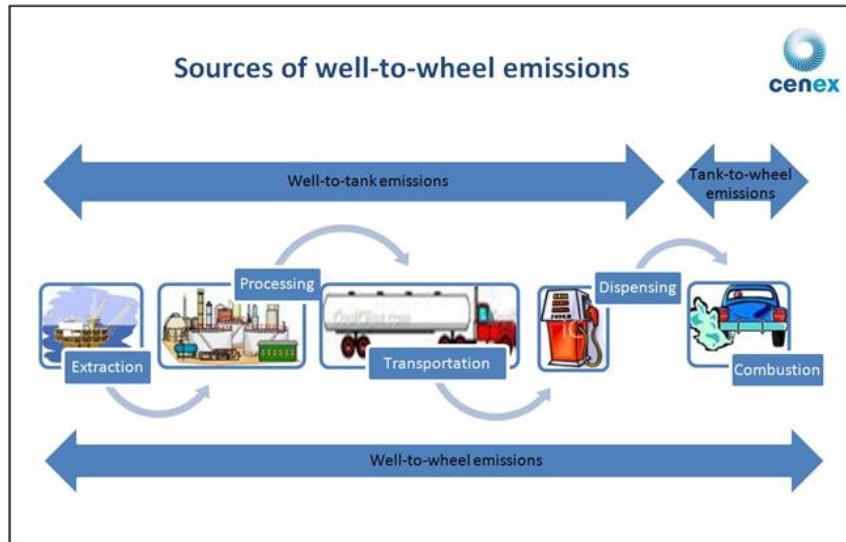 Sources of well-to-wheel emissions
cenex
Well-to-tank emissions
Tank-to-wheel
emissions
Processing
Dispensing
Extraction
Transportation
Combustion
Well-to-wheel emissions